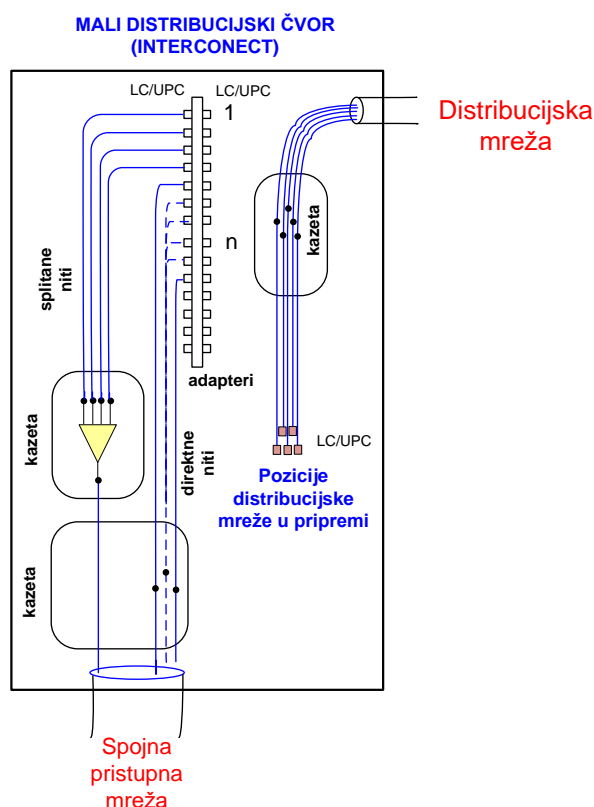 MALI DISTRIBUCIJSKI ČVOR
(INTERCONECT)
LC/UPC
LC/UPC
1
n
Distribucijska
mreža
kazeta
splitane
niti
adapteri
kazeta
direktne
niti
LC/UPC
Pozicije
distribucijske
mreže u pripremi
kazeta
Spojna
pristupna
mreža